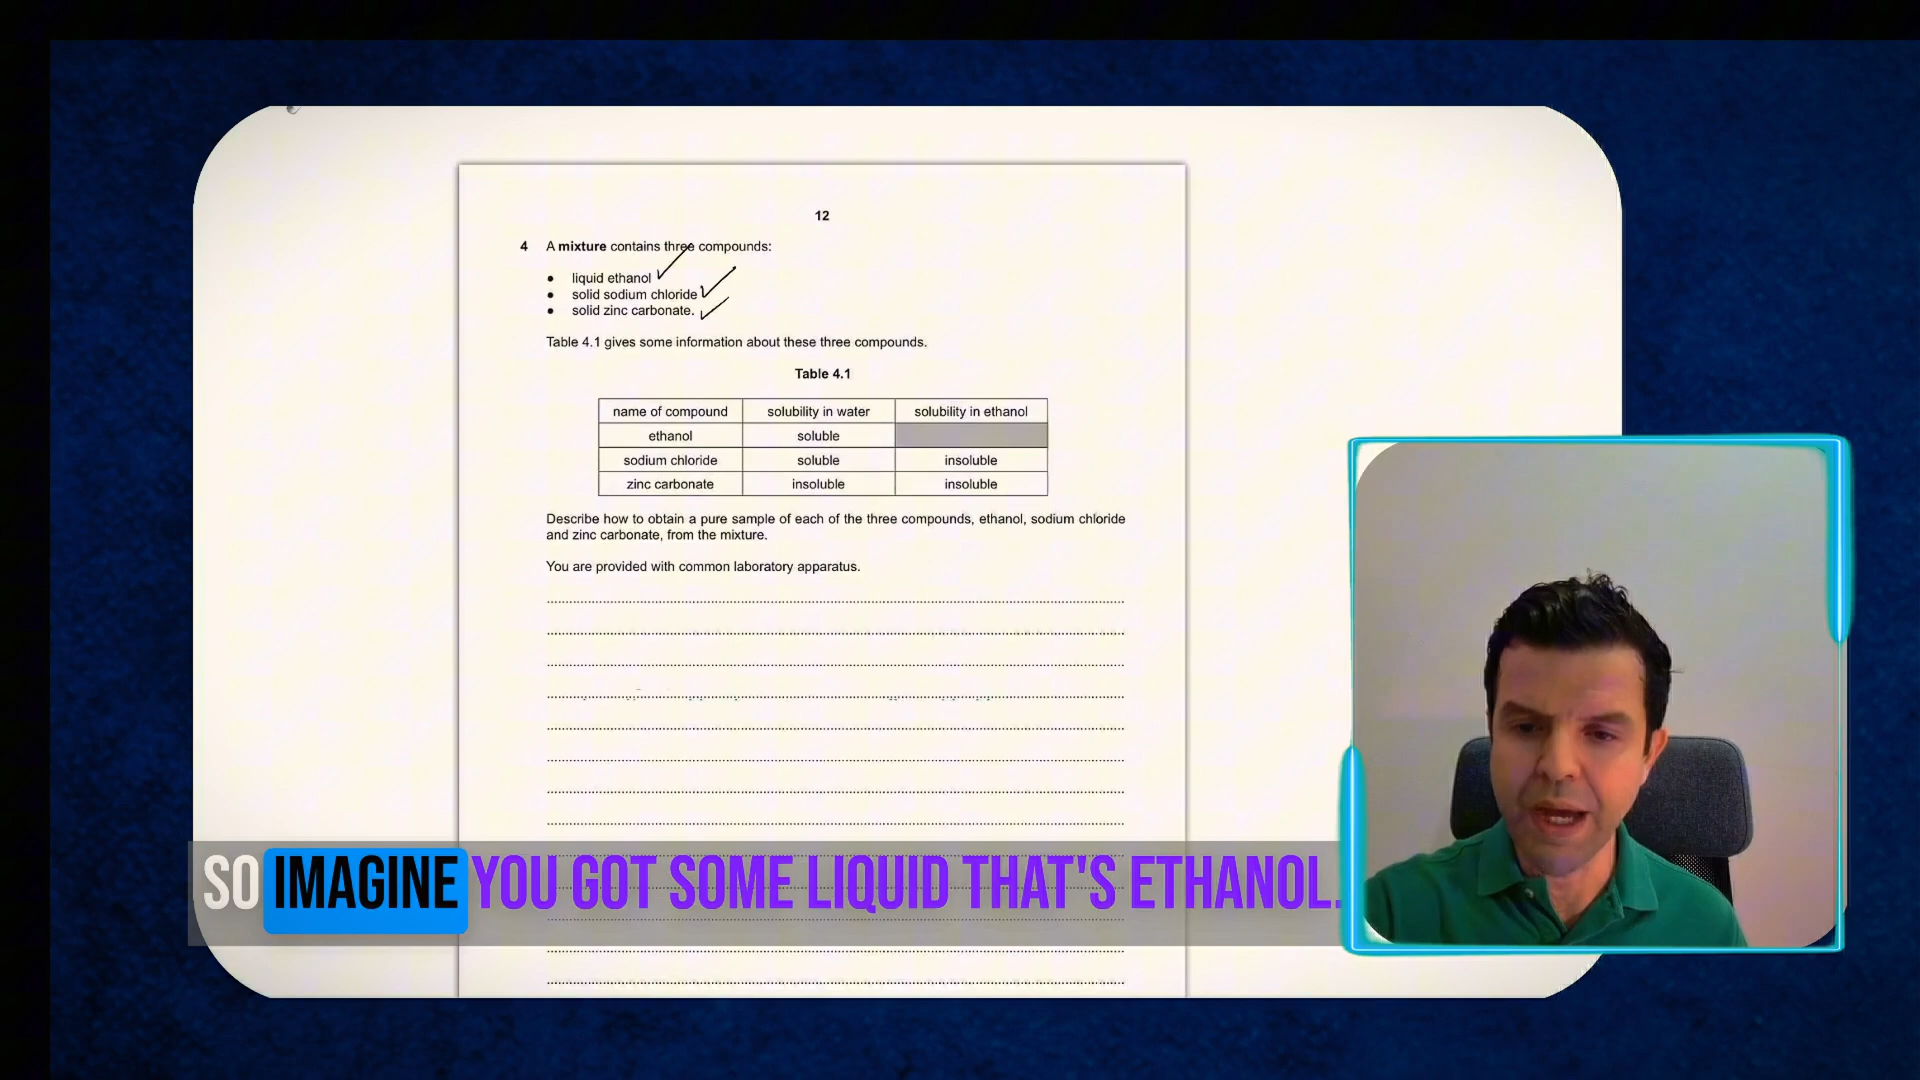 12
4 A mixture contains three compounds:
• liquid ethanol
• solid sodium chloride
• solid zinc carbonate.
Table 4.1 gives some information about these three compounds.
Table 4.1
name of compound solubility in water solubility in ethanol
ethanol soluble
sodium chloride soluble insoluble
zinc carbonate insoluble insoluble
Describe how to obtain a pure sample of each of the three compounds, ethanol, sodium chloride
and zinc carbonate, from the mixture.
You are provided with common laboratory apparatus.
SO IMAGINE YOU GOT SOME LIQUID THAT'S ETHANOL.